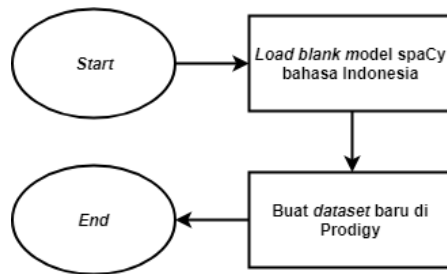 Start
Load blank model spaCy
bahasa Indonesia
Buat dataset baru di
Prodigy
End